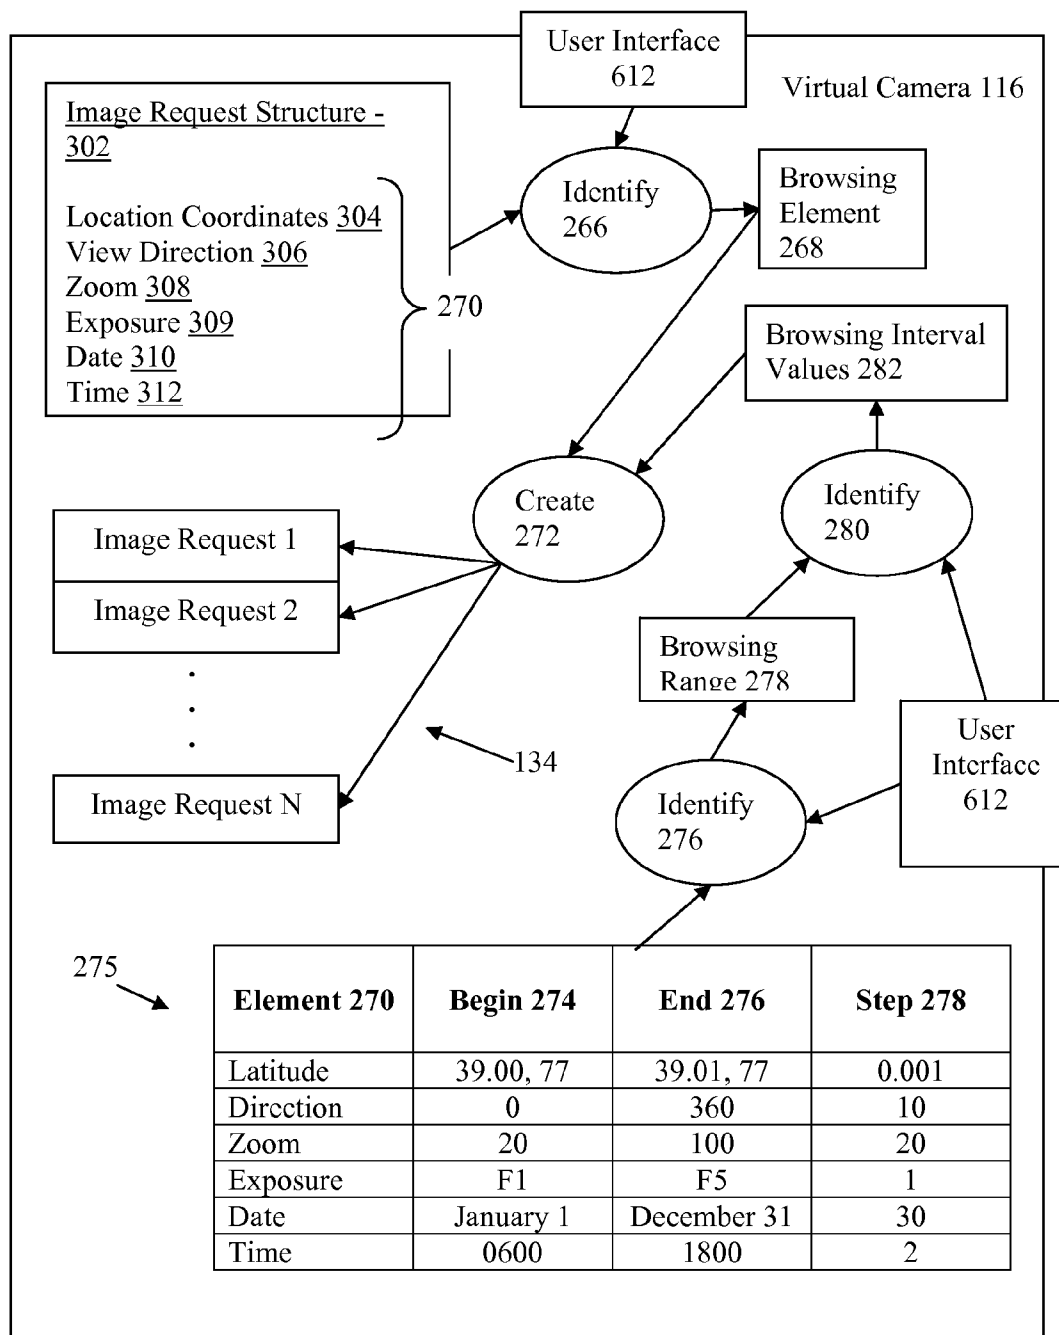 User Interface
612
Virtual Camera 116
Image Request Structure -
302
Location Coordinates 304
View Direction 306
Zoom 308
Exposure 309
Date 310
Time 312
270
Identify
266
Browsing
Element
268
Browsing Interval
Values 282
Create
272
Identify
280
Image Request 1
Image Request 2
.
.
.
Image Request N
134
Browsing
Range 278
User
Interface
612
Identify
276
275
Element 270 Begin 274 End 276 Step 278
Latitude 39.00, 77 39.01, 77 0.001
Direction 0 360 10
Zoom 20 100 20
Exposure F1 F5 1
Date January 1 December 31 30
Time 0600 1800 2